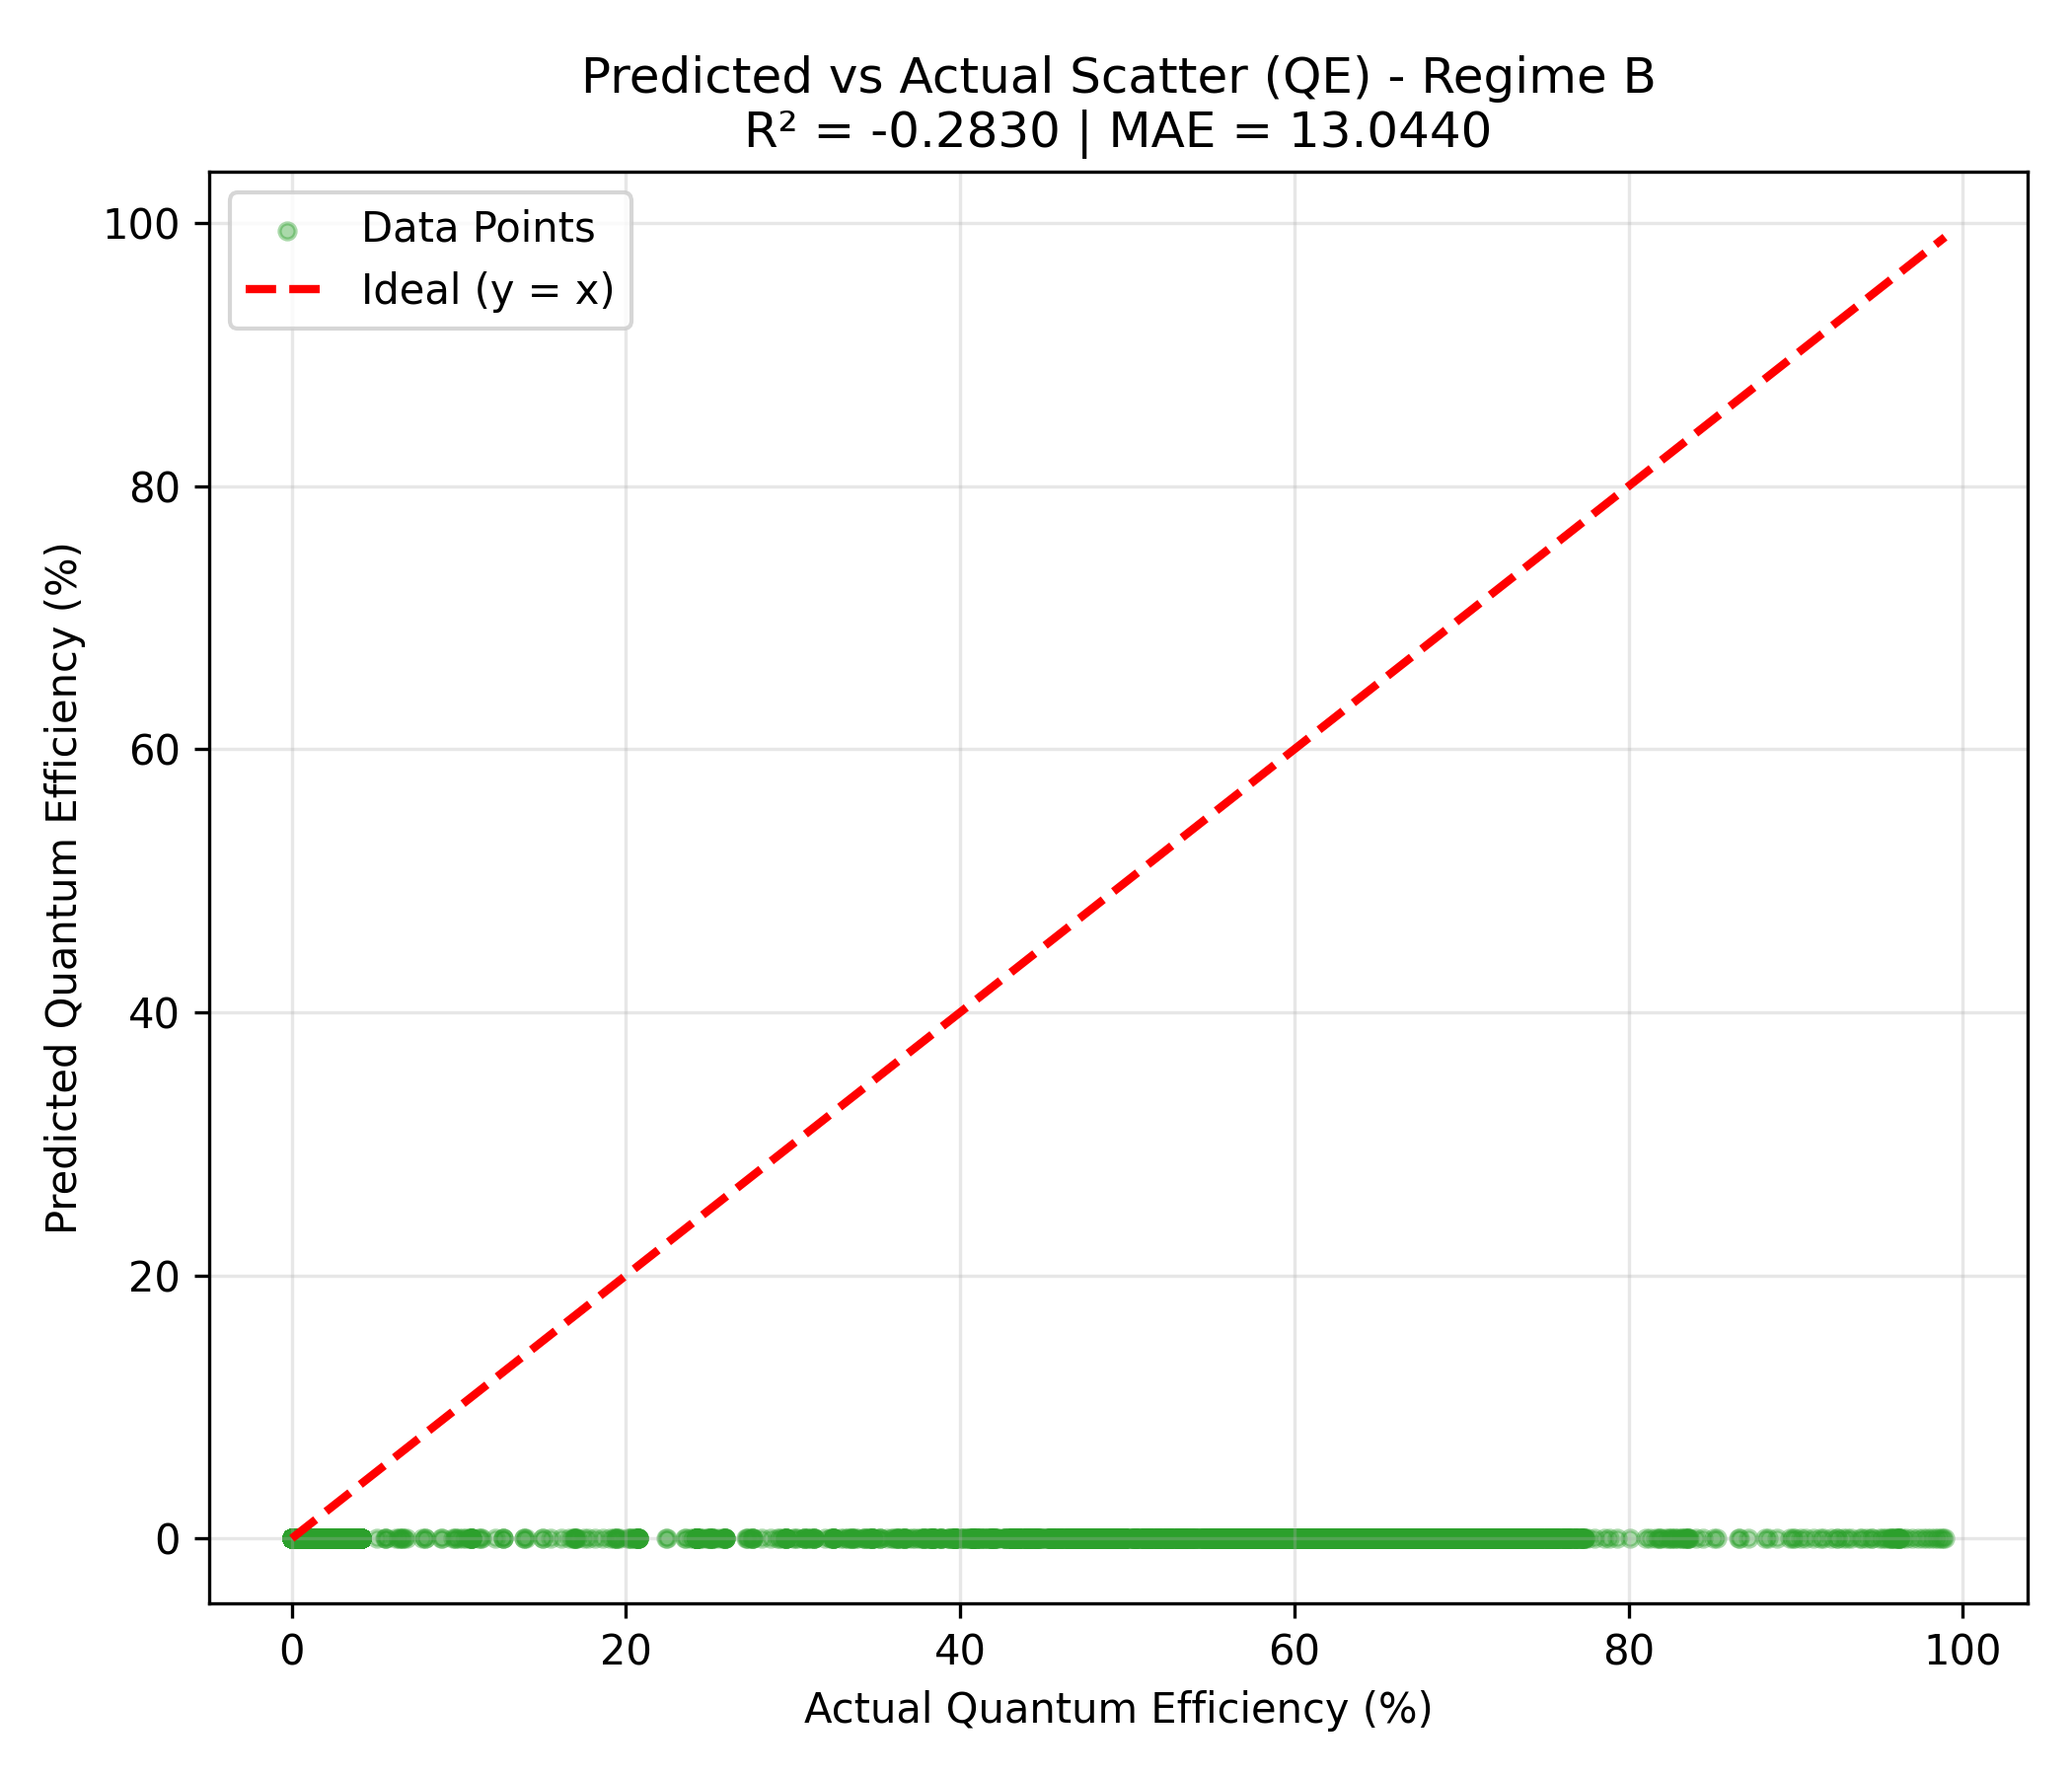 Predicted vs Actual Scatter (QE) - Regime B
R² = -0.2830 | MAE = 13.0440
Data Points
Ideal (y = x)
Predicted Quantum Efficiency (%)
100
80
60
40
20
0
0 20 40 60 80 100
Actual Quantum Efficiency (%)